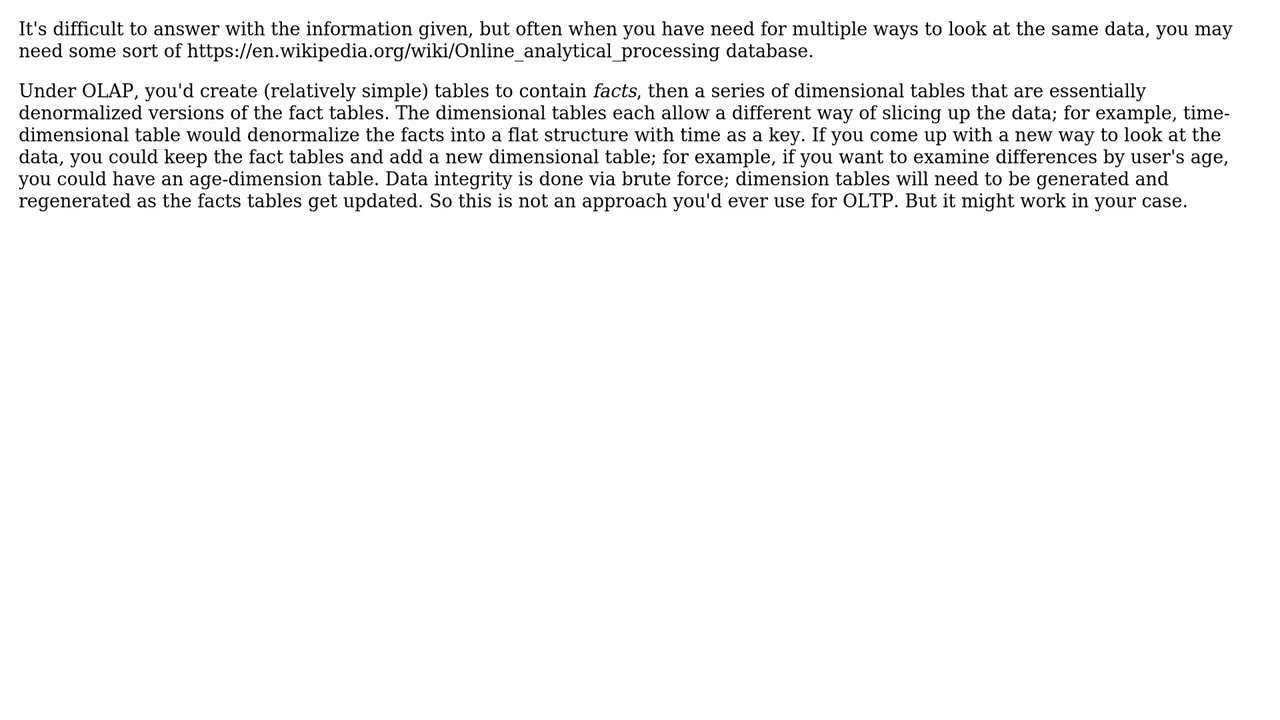 It's difficult to answer with the information given, but often when you have need for multiple ways to look at the same data, you may
need some sort of https://en.wikipedia.org/wiki/Online_analytical_processing database.
Under OLAP, you'd create (relatively simple) tables to contain facts, then a series of dimensional tables that are essentially
denormalized versions of the fact tables. The dimensional tables each allow a different way of slicing up the data; for example, time-
dimensional table would denormalize the facts into a flat structure with time as a key. If you come up with a new way to look at the
data, you could keep the fact tables and add a new dimensional table; for example, if you want to examine differences by user's age,
you could have an age-dimension table. Data integrity is done via brute force; dimension tables will need to be generated and
regenerated as the facts tables get updated. So this is not an approach you'd ever use for OLTP. But it might work in your case.